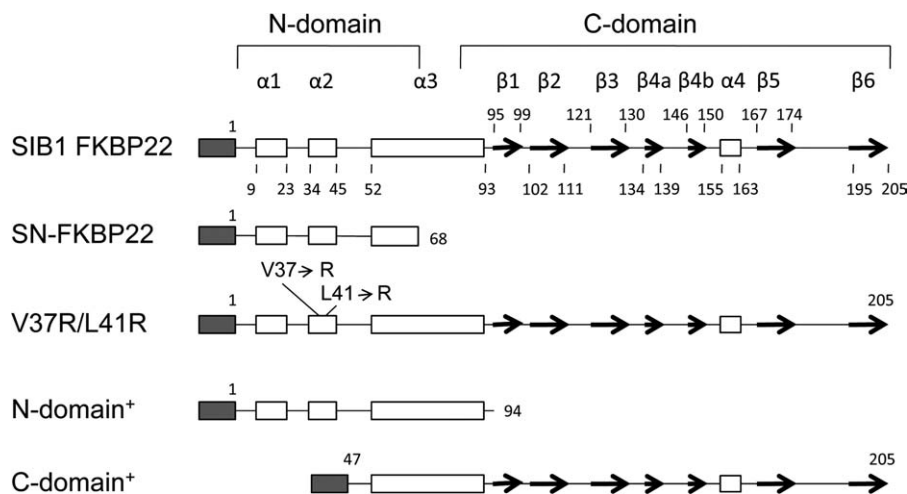 N-domain C-domain
α1 α2 α3 β1 β2 β3 β4a β4b α4 β5 β6
1 95 99 121 130 146 150 167 174
SIB1 FKBP22
9 23 34 45 52 93 102 111 134 139 155 163 195 205
1
SN-FKBP22 68
V37→ R
L41→ R
1 205
V37R/L41R
1
N-domain⁺ 94
47 205
C-domain⁺